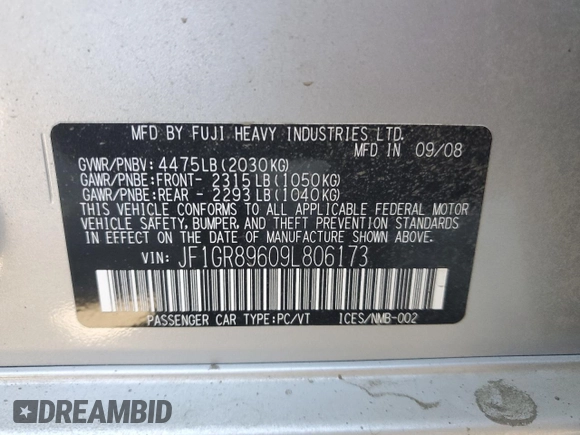 MFD BY FUJI HEAVY INDUSTRIES LTD.
MFD IN 09/08
GVWR/PNBV: 4475LB(2030KG)
GAWR/PNBE:FRONT- 2315LB(1050KG)
GAWR/PNBE:REAR - 2293LB(1040KG)
THIS VEHICLE CONFORMS TO ALL APPLICABLE FEDERAL MOTOR
VEHICLE SAFETY, BUMPER, AND THEFT PREVENTION STANDARDS
IN EFFECT ON THE DATE OF MANUFACTURE SHOWN ABOVE.
VIN: JF1GR89609L806173
PASSENGER CAR TYPE:PC/VT ICES/NMB-002
DREAMBID